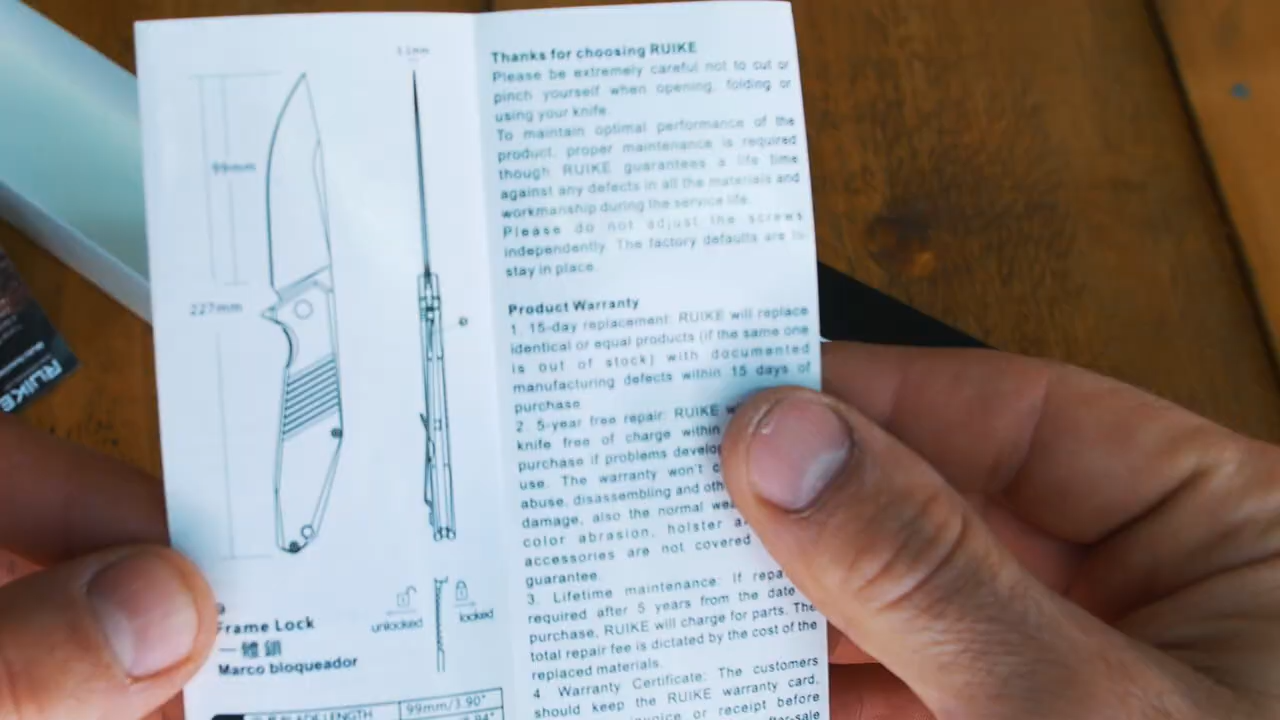 99mm
227mm
unlocked
locked
Frame Lock
一體鎖
Marco bloqueador
BLADE LENGTH
99mm/3.90"
Thanks for choosing RUIKE
Please be extremely careful not to cut or
pinch yourself when opening, folding or
using your knife.
To maintain optimal performance of the
product, proper maintenance is required
though RUIKE guarantees a life time
against any defects in all the materials and
workmanship during the service life.
Please do not adjust the screws
independently. The factory defaults are to
stay in place.
Product Warranty
1. 15-day replacement: RUIKE will replace
identical or equal products (if the same one
is out of stock) with documented
manufacturing defects within 15 days of
purchase.
2. 5-year free repair: RUIKE
knife free of charge within
purchase if problems
use. The warranty won't
abuse, disassembling and
damage, also the normal
color abrasion, holster
accessories are not covered
guarantee.
3. Lifetime maintenance: If
required after 5 years from the date
purchase, RUIKE will charge for parts. The
total repair fee is dictated by the cost of the
replaced materials.
4. Warranty Certificate: The customers
should keep the RUIKE warranty card,
invoice or receipt before
after-sale
RUIKE